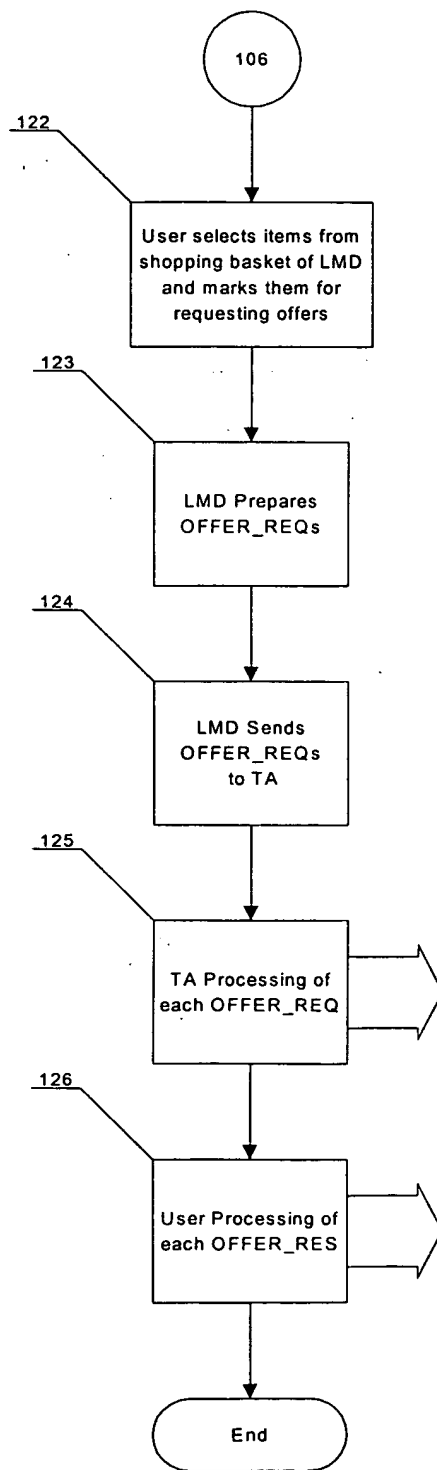 106
122
User selects items from
shopping basket of LMD
and marks them for
requesting offers
123
LMD Prepares
OFFER_REQs
124
LMD Sends
OFFER_REQs
to TA
125
TA Processing of
each OFFER_REQ
126
User Processing of
each OFFER_RES
End